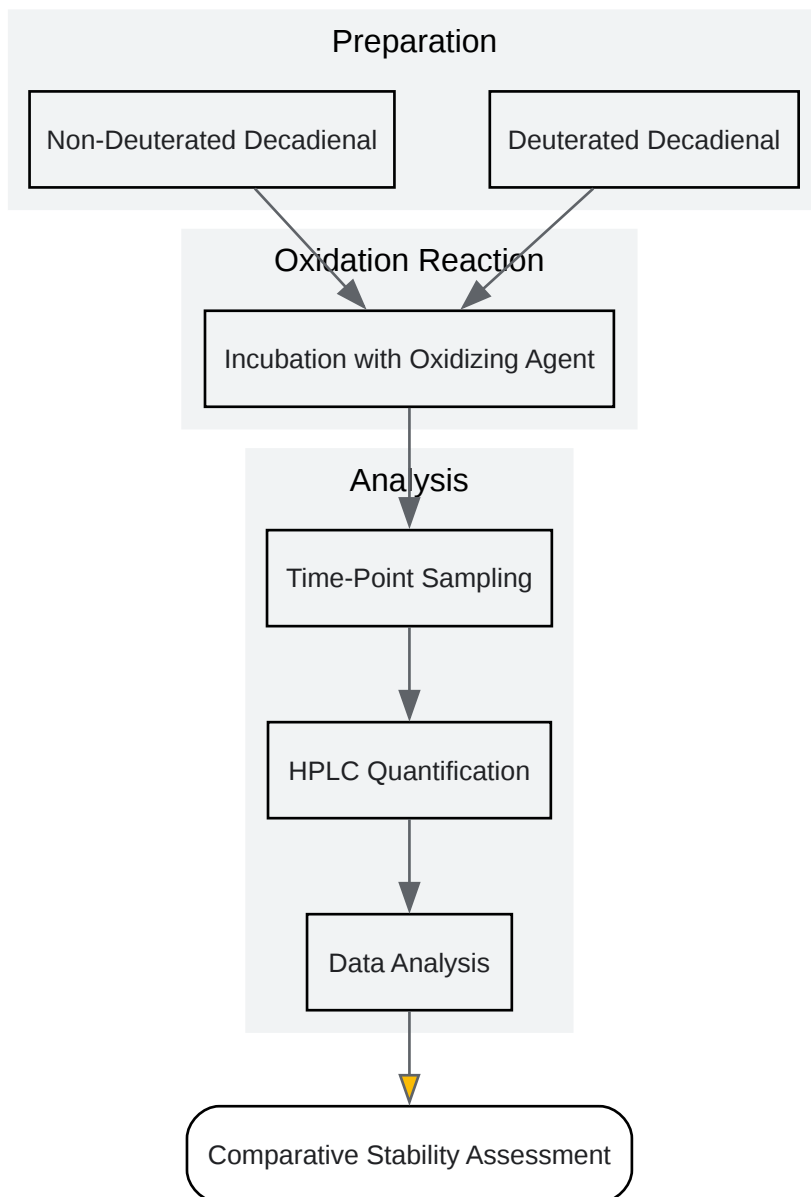 Preparation
Non-Deuterated Decadienal
Deuterated Decadienal
Oxidation Reaction
Incubation with Oxidizing Agent
Analysis
Time-Point Sampling
HPLC Quantification
Data Analysis
Comparative Stability Assessment